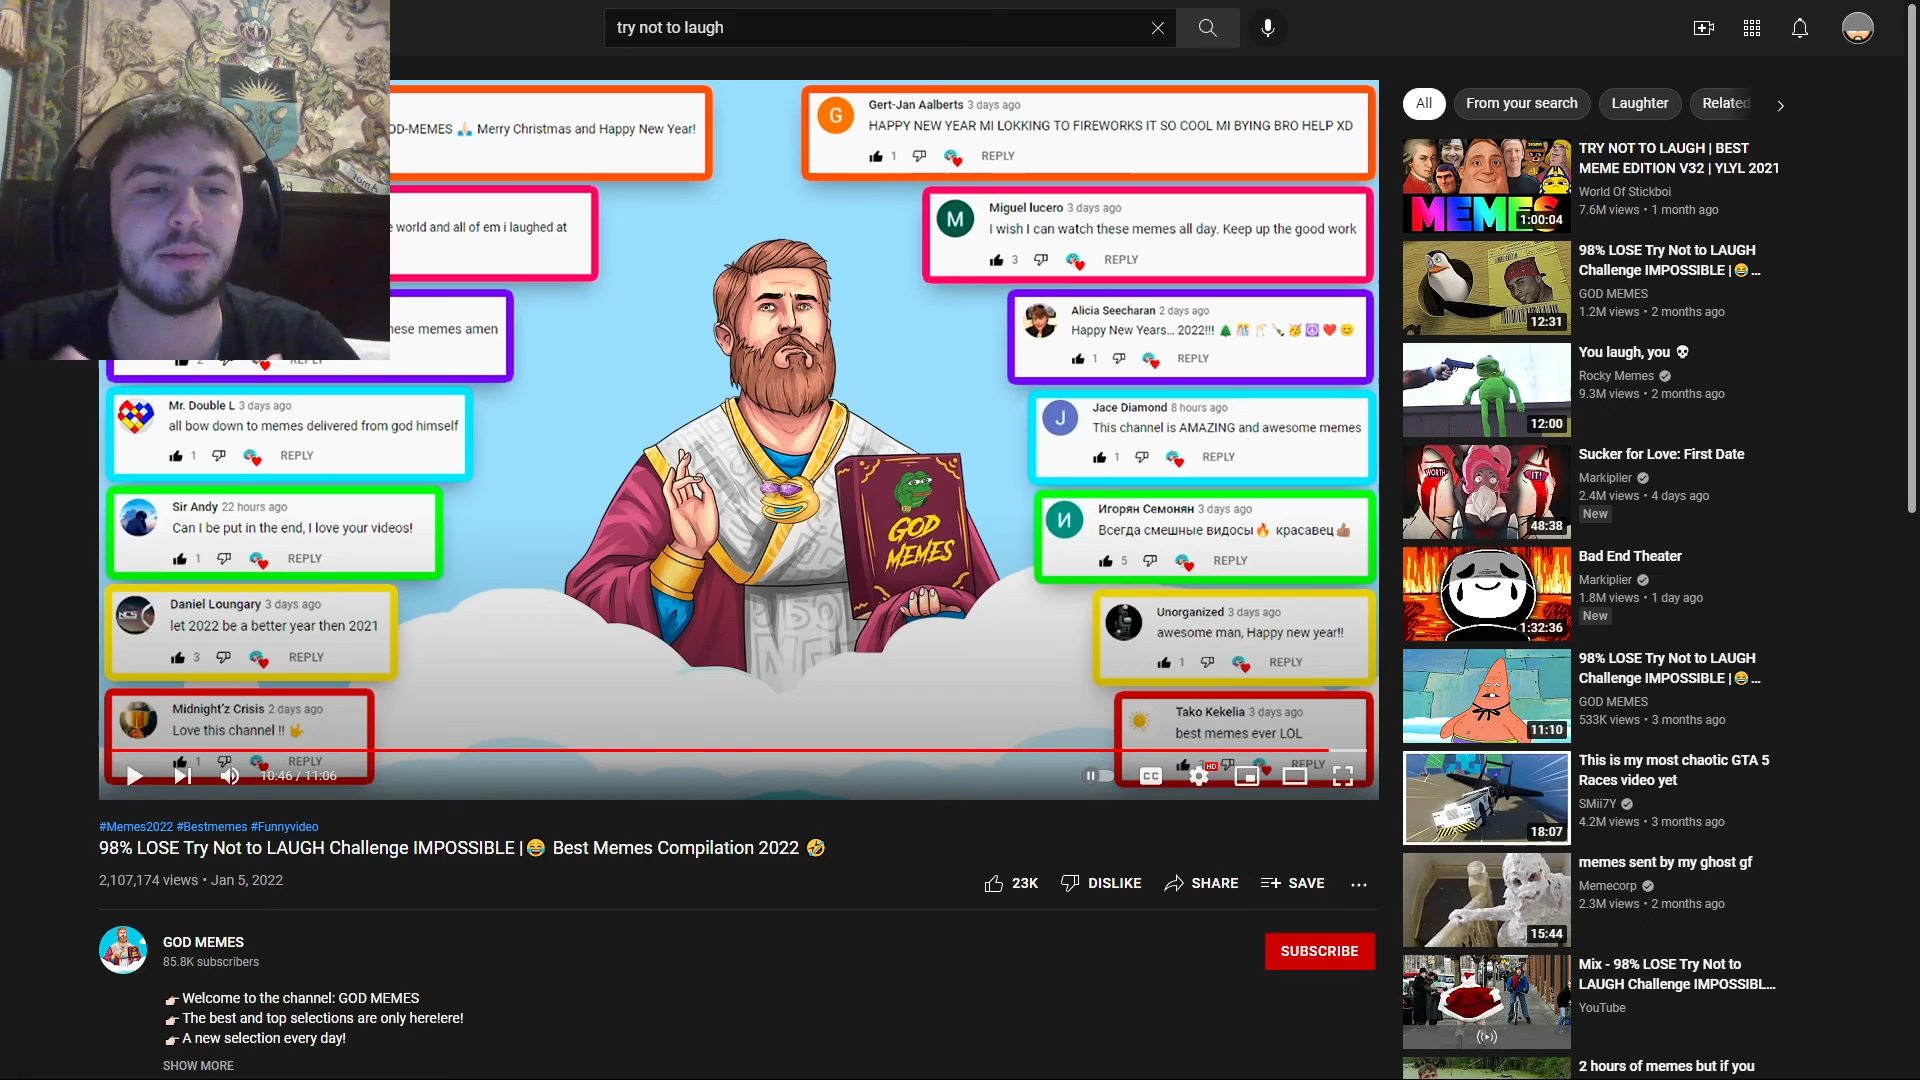 try not to laugh
OD-MEMES 🙏🏻 Merry Christmas and Happy New Year!
world and all of em i laughed at
these memes amen
2 REPLY
Mr. Double L 3 days ago
all bow down to memes delivered from god himself
1 REPLY
Sir Andy 22 hours ago
Can I be put in the end, I love your videos!
1 REPLY
NCS
Daniel Loungary 3 days ago
let 2022 be a better year then 2021
3 REPLY
Midnight'z Crisis 2 days ago
Love this channel !! 🤟
1 REPLY
G
Gert-Jan Aalberts 3 days ago
HAPPY NEW YEAR MI LOKKING TO FIREWORKS IT SO COOL MI BYING BRO HELP XD
1 REPLY
M
Miguel lucero 3 days ago
I wish I can watch these memes all day. Keep up the good work
3 REPLY
Alicia Seecharan 2 days ago
Happy New Years... 2022!!! 🎄🎊🥂🍾🥳☮️❤️😊
1 REPLY
J
Jace Diamond 8 hours ago
This channel is AMAZING and awesome memes
1 REPLY
И
Игорян Семонян 3 days ago
Всегда смешные видосы🔥 красавец👍🏽
5 REPLY
Unorganized 3 days ago
awesome man, Happy new year!!
1 REPLY
Tako Kekelia 3 days ago
best memes ever LOL
REPLY
GOD
MEMES
10:46 / 11:06
CC
HD
#Memes2022 #Bestmemes #Funnyvideo
98% LOSE Try Not to LAUGH Challenge IMPOSSIBLE | 😂 Best Memes Compilation 2022 🤣
2,107,174 views • Jan 5, 2022
23K DISLIKE SHARE SAVE ...
GOD MEMES
85.8K subscribers
SUBSCRIBE
👉🏻 Welcome to the channel: GOD MEMES
👉🏻 The best and top selections are only here!ere!
👉🏻 A new selection every day!
SHOW MORE
All From your search Laughter Related
TRY NOT TO LAUGH | BEST
MEME EDITION V32 | YLYL 2021
World Of Stickboi
7.6M views • 1 month ago
MEMES
1:00:04
98% LOSE Try Not to LAUGH
Challenge IMPOSSIBLE | 😂 ...
GOD MEMES
1.2M views • 2 months ago
12:31
You laugh, you 💀
Rocky Memes
9.3M views • 2 months ago
12:00
Sucker for Love: First Date
Markiplier
2.4M views • 4 days ago
New
WORTH IT!
48:38
Bad End Theater
Markiplier
1.8M views • 1 day ago
New
1:32:36
98% LOSE Try Not to LAUGH
Challenge IMPOSSIBLE | 😂 ...
GOD MEMES
533K views • 3 months ago
11:10
This is my most chaotic GTA 5
Races video yet
SMii7Y
4.2M views • 3 months ago
18:07
memes sent by my ghost gf
Memecorp
2.3M views • 2 months ago
15:44
Mix - 98% LOSE Try Not to
LAUGH Challenge IMPOSSIBL...
YouTube
2 hours of memes but if you